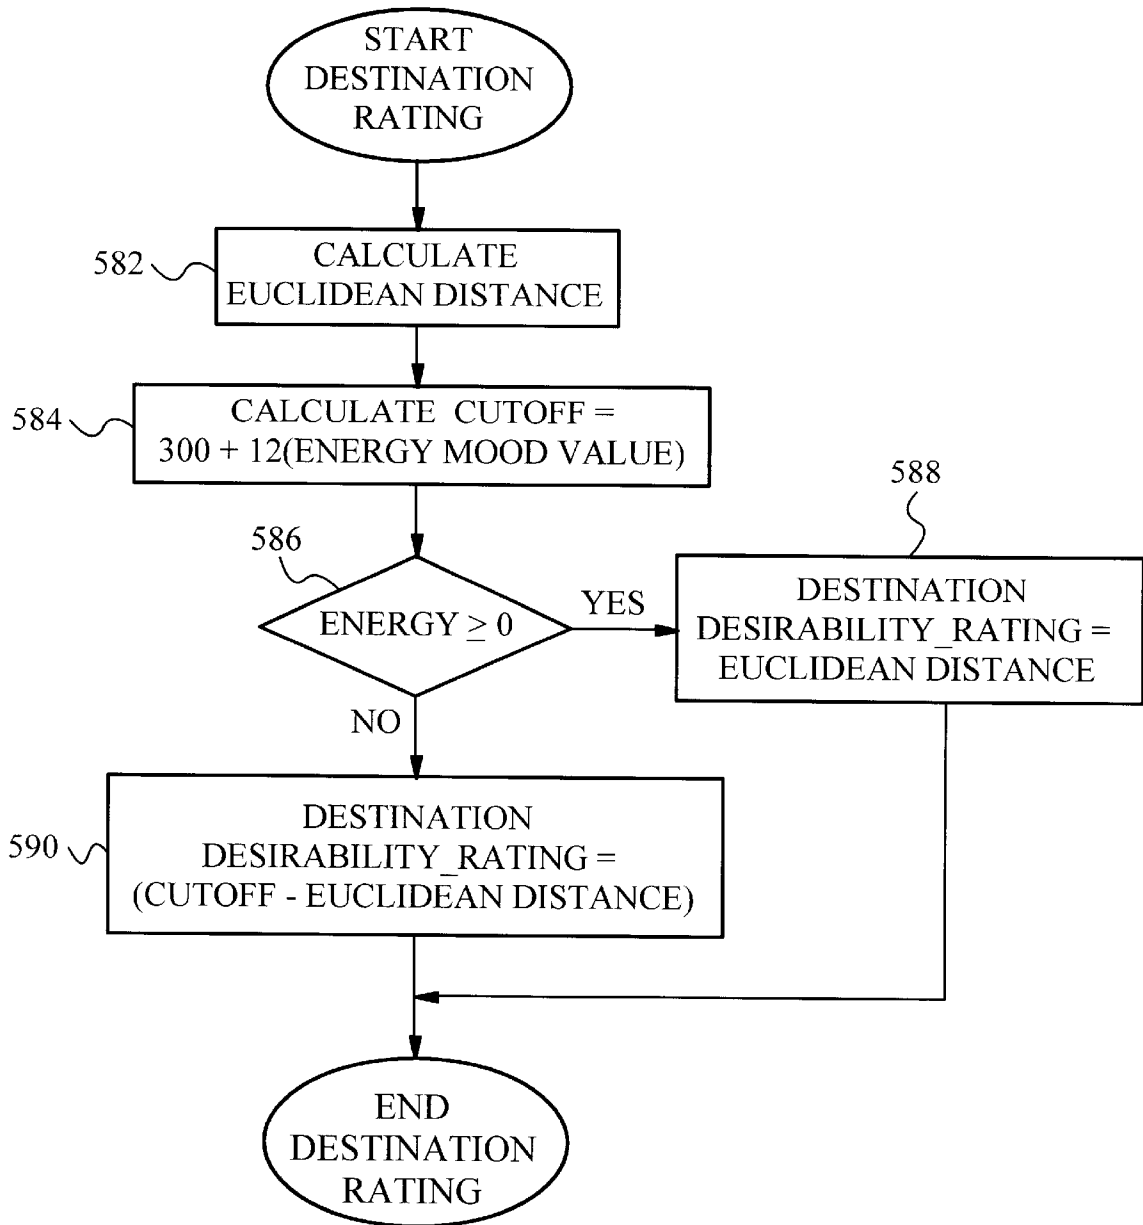 START
DESTINATION
RATING
582
CALCULATE
EUCLIDEAN DISTANCE
584
CALCULATE CUTOFF =
300 + 12(ENERGY MOOD VALUE)
586
ENERGY ≥ 0
YES
588
DESTINATION
DESIRABILITY_RATING =
EUCLIDEAN DISTANCE
NO
590
DESTINATION
DESIRABILITY_RATING =
(CUTOFF - EUCLIDEAN DISTANCE)
END
DESTINATION
RATING